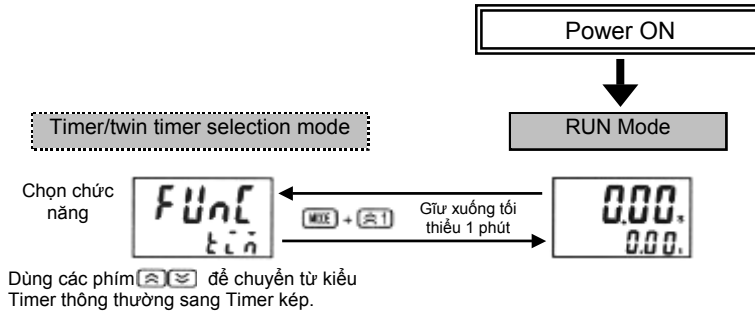 Power ON
Timer/twin timer selection mode
RUN Mode
Chọn chức
năng
FUnC
tin
MODE + 1
Gĩư xuống tối
thiểu 1 phút
0.00 s
0.00 s
Dùng các phím để chuyển từ kiểu
Timer thông thường sang Timer kép.